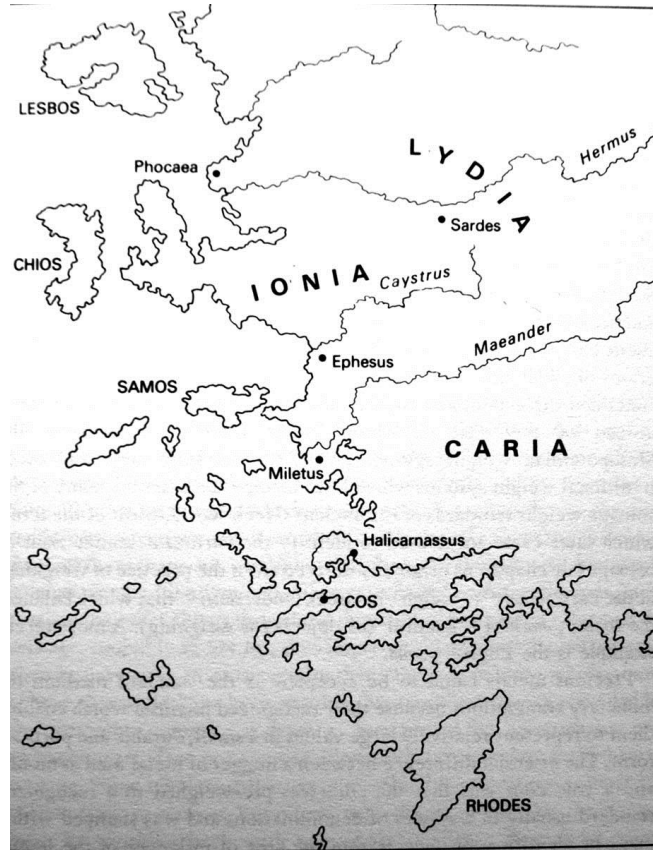 LESBOS
Phocaea
LYDIA
Hermus
Sardes
CHIOS
IONIA
Caystrus
Ephesus
Maeander
SAMOS
CARIA
Miletus
Halicarnassus
COS
RHODES